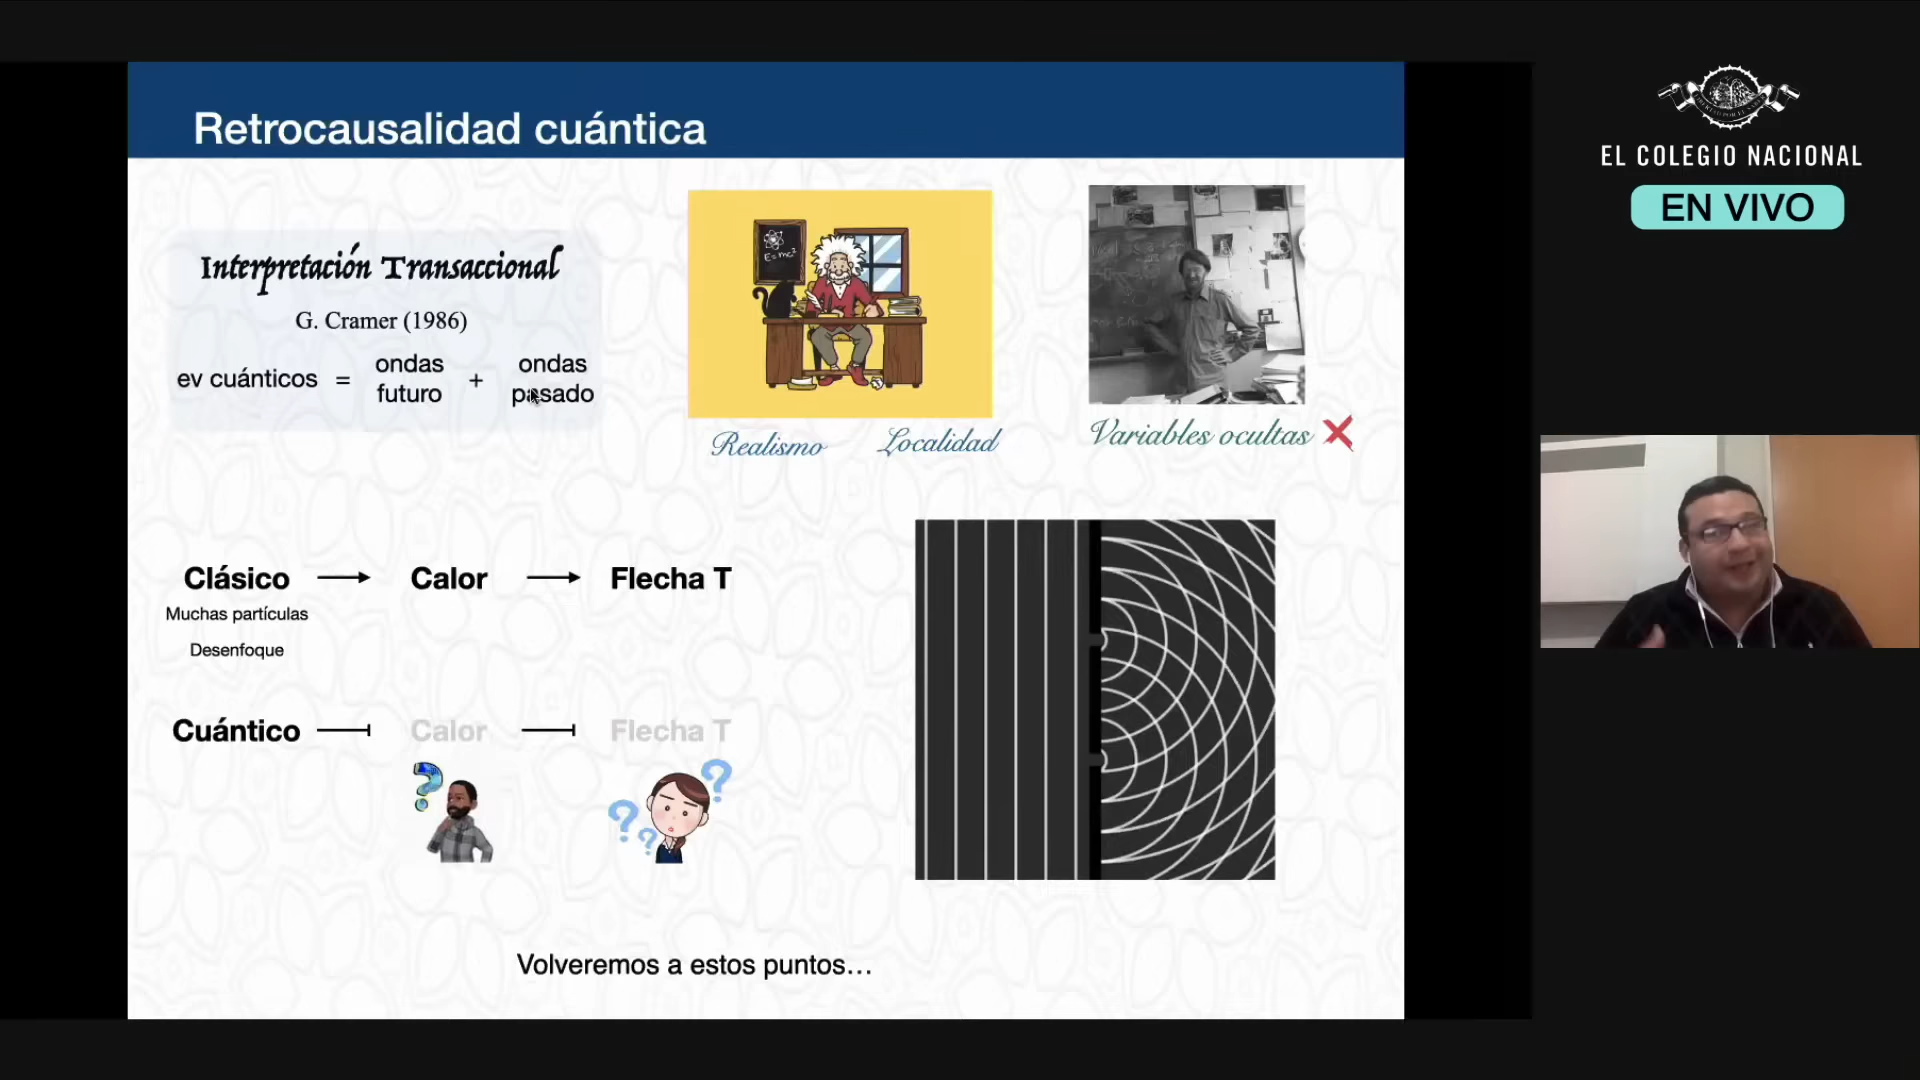 Retrocausalidad cuántica
EL COLEGIO NACIONAL
EN VIVO
Interpretación Transaccional
G. Cramer (1986)
ev cuánticos = ondas futuro + ondas pasado
E=mc²
Realismo
Localidad
Variables ocultas
Clásico
Calor
Flecha T
Muchas partículas
Desenfoque
Cuántico
Calor
Flecha T
?
?
?
?
Volveremos a estos puntos...